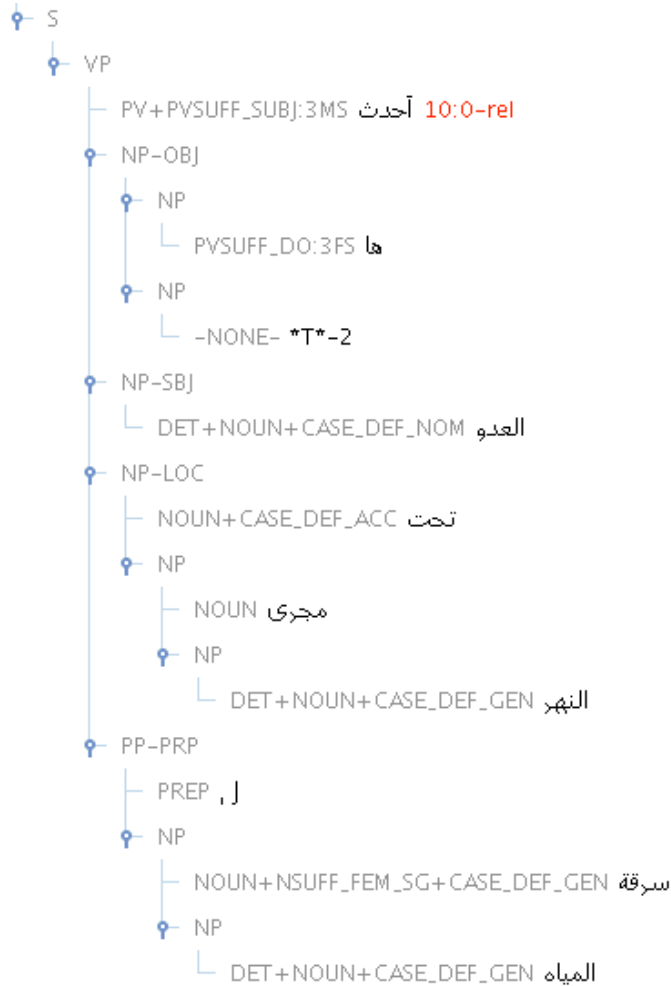 S
VP
PV+PVSUFF_SUBJ:3MS أحدث 10:0-rel
NP-OBJ
NP
PVSUFF_DO:3FS ها
NP
-NONE- *T*-2
NP-SBJ
DET+NOUN+CASE_DEF_NOM العدو
NP-LOC
NOUN+CASE_DEF_ACC تحت
NP
NOUN مجرى
NP
DET+NOUN+CASE_DEF_GEN النهر
PP-PRP
PREP لِ
NP
NOUN+NSUFF_FEM_SG+CASE_DEF_GEN سرقة
NP
DET+NOUN+CASE_DEF_GEN المياه